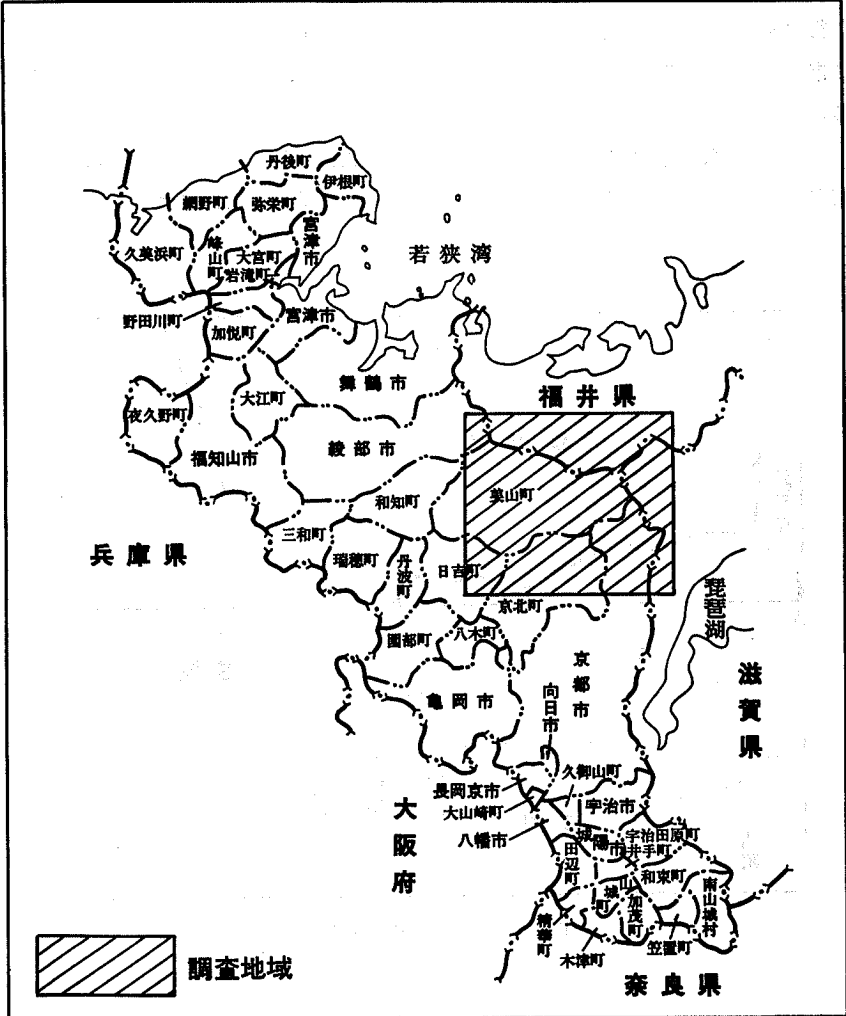 丹後町
伊根町
網野町
弥栄町
宮津市
久美浜町
峰山町
大宮町
岩滝町
若狭湾
野田川町
宮津市
加悦町
舞鶴市
福井県
大江町
夜久野町
綾部市
福知山市
美山町
和知町
三和町
兵庫県
瑞穂町
丹波町
日吉町
京北町
琵琶湖
園部町
八木町
京都市
滋賀県
亀岡市
向日市
久御山町
長岡京市
大山崎町
宇治市
大阪府
八幡市
城陽市
宇治田原町
井手町
田辺町
和束町
山城町
加茂町
南山城村
精華町
笠置町
木津町
奈良県
調査地域